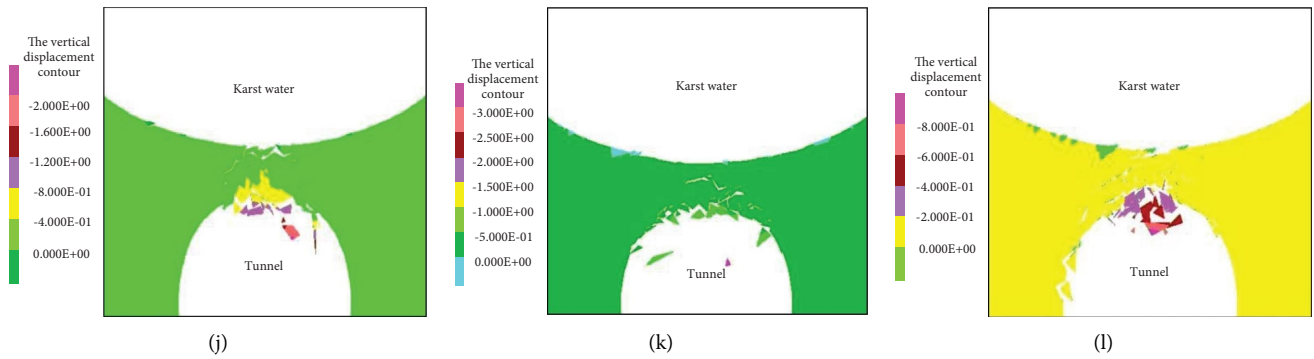 The vertical
displacement
contour
-2.000E+00
-1.600E+00
-1.200E+00
-8.000E-01
-4.000E-01
0.000E+00
Karst water
Tunnel
(j)
The vertical
displacement
contour
-3.000E+00
-2.500E+00
-2.000E+00
-1.500E+00
-1.000E+00
-5.000E-01
0.000E+00
Karst water
Tunnel
(k)
The vertical
displacement
contour
-8.000E-01
-6.000E-01
-4.000E-01
-2.000E-01
0.000E+00
Karst water
Tunnel
(l)